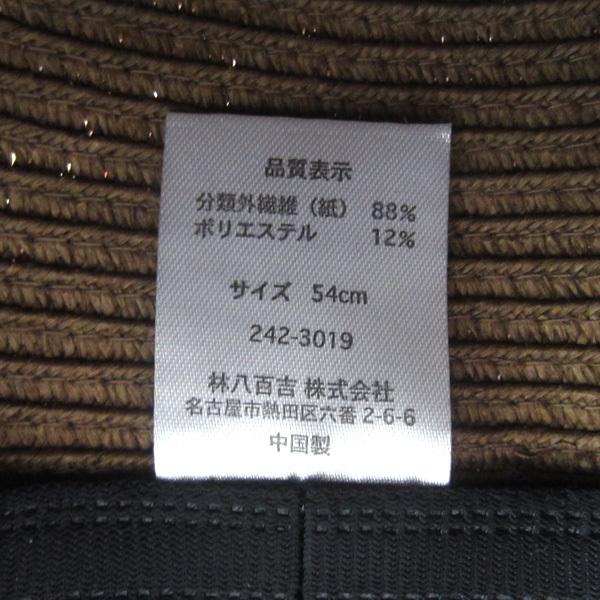 品質表示
分類外繊維（紙） 88%
ポリエステル 12%
サイズ 54cm
242-3019
林八百吉 株式会社
名古屋市熱田区六番 2-6-6
中国製